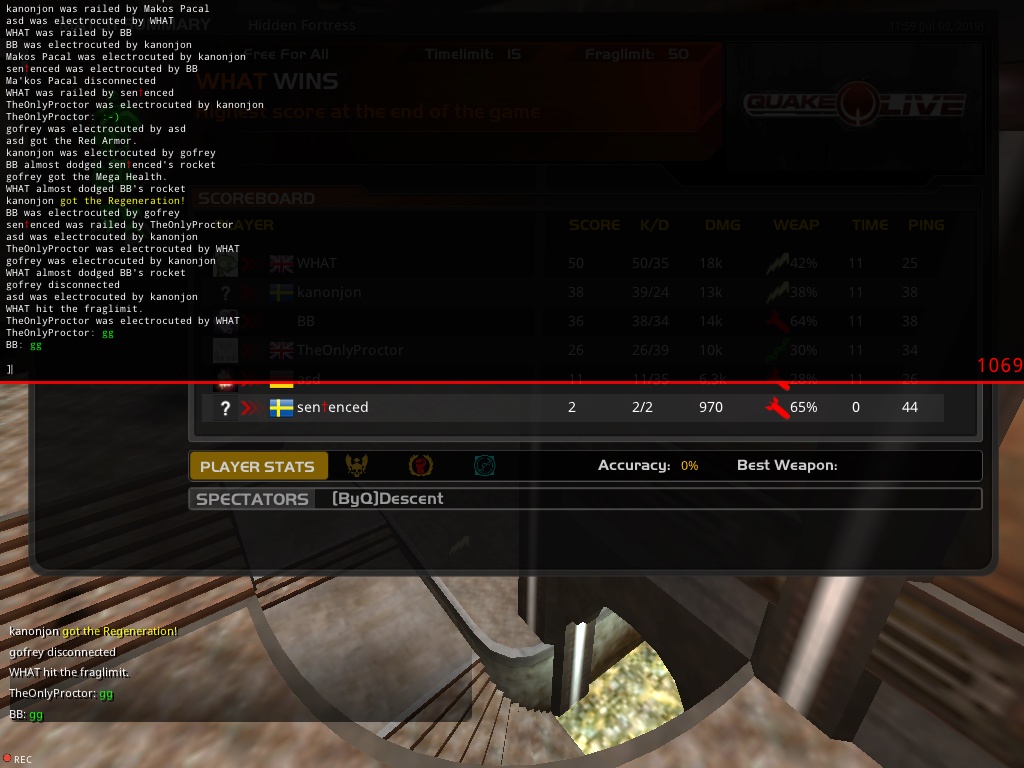 kanonjon was railed by Makos Pacal
asd was electrocuted by WHAT
WHAT was railed by BB
BB was electrocuted by kanonjon
Makos Pacal was electrocuted by kanonjon
sen†enced was electrocuted by BB
Ma'kos Pacal disconnected
WHAT was railed by sen†enced
TheOnlyProctor was electrocuted by kanonjon
TheOnlyProctor: :-)
gofrey was electrocuted by asd
asd got the Red Armor.
kanonjon was electrocuted by gofrey
BB almost dodged sen†enced's rocket
gofrey got the Mega Health.
WHAT almost dodged BB's rocket
kanonjon got the Regeneration!
BB was electrocuted by gofrey
sen†enced was railed by TheOnlyProctor
asd was electrocuted by kanonjon
TheOnlyProctor was electrocuted by WHAT
gofrey was electrocuted by kanonjon
WHAT almost dodged BB's rocket
gofrey disconnected
asd was electrocuted by kanonjon
WHAT hit the fraglimit.
TheOnlyProctor was electrocuted by WHAT
TheOnlyProctor: gg
BB: gg
]
1069
SUMMARY Hidden Fortress
Free For All Timelimit: 15 Fraglimit: 50
WHAT WINS
Highest score at the end of the game
QUAKE LIVE
SCOREBOARD
PLAYER SCORE K/D DMG WEAP TIME PING
WHAT 50 50/35 18k 42% 11 25
? kanonjon 38 39/24 13k 38% 11 38
BB 36 38/34 14k 64% 11 38
TheOnlyProctor 26 26/39 10k 30% 11 34
asd 11 11/35 6.3k 28% 11 26
? sen†enced 2 2/2 970 65% 0 44
PLAYER STATS Accuracy: 0% Best Weapon:
SPECTATORS [ByQ]Descent
kanonjon got the Regeneration!
gofrey disconnected
WHAT hit the fraglimit.
TheOnlyProctor: gg
BB: gg
REC